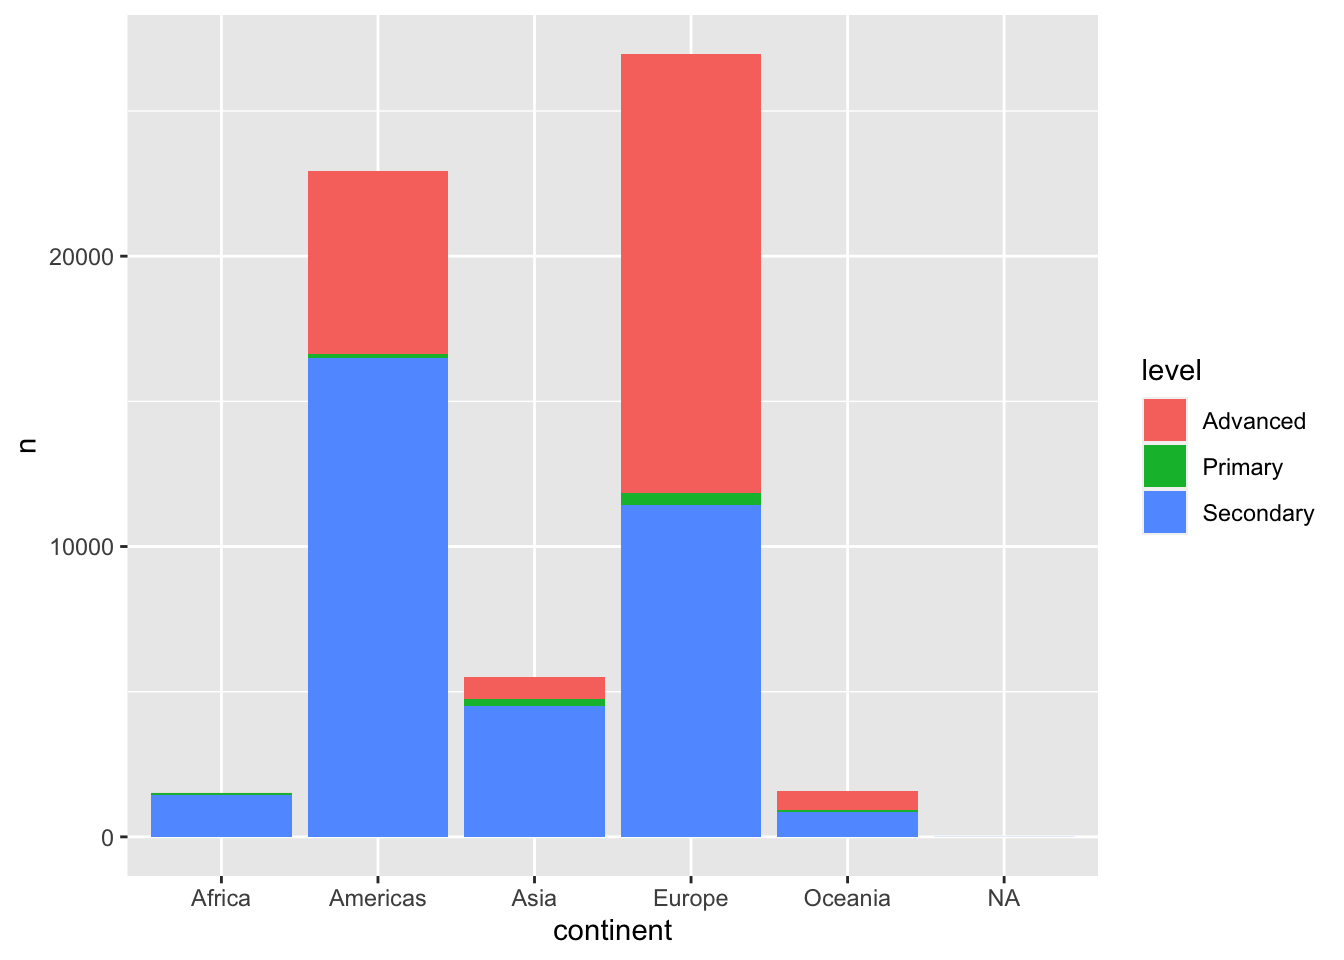 20000
10000
0
n
Africa Americas Asia Europe Oceania NA
continent
level
Advanced
Primary
Secondary